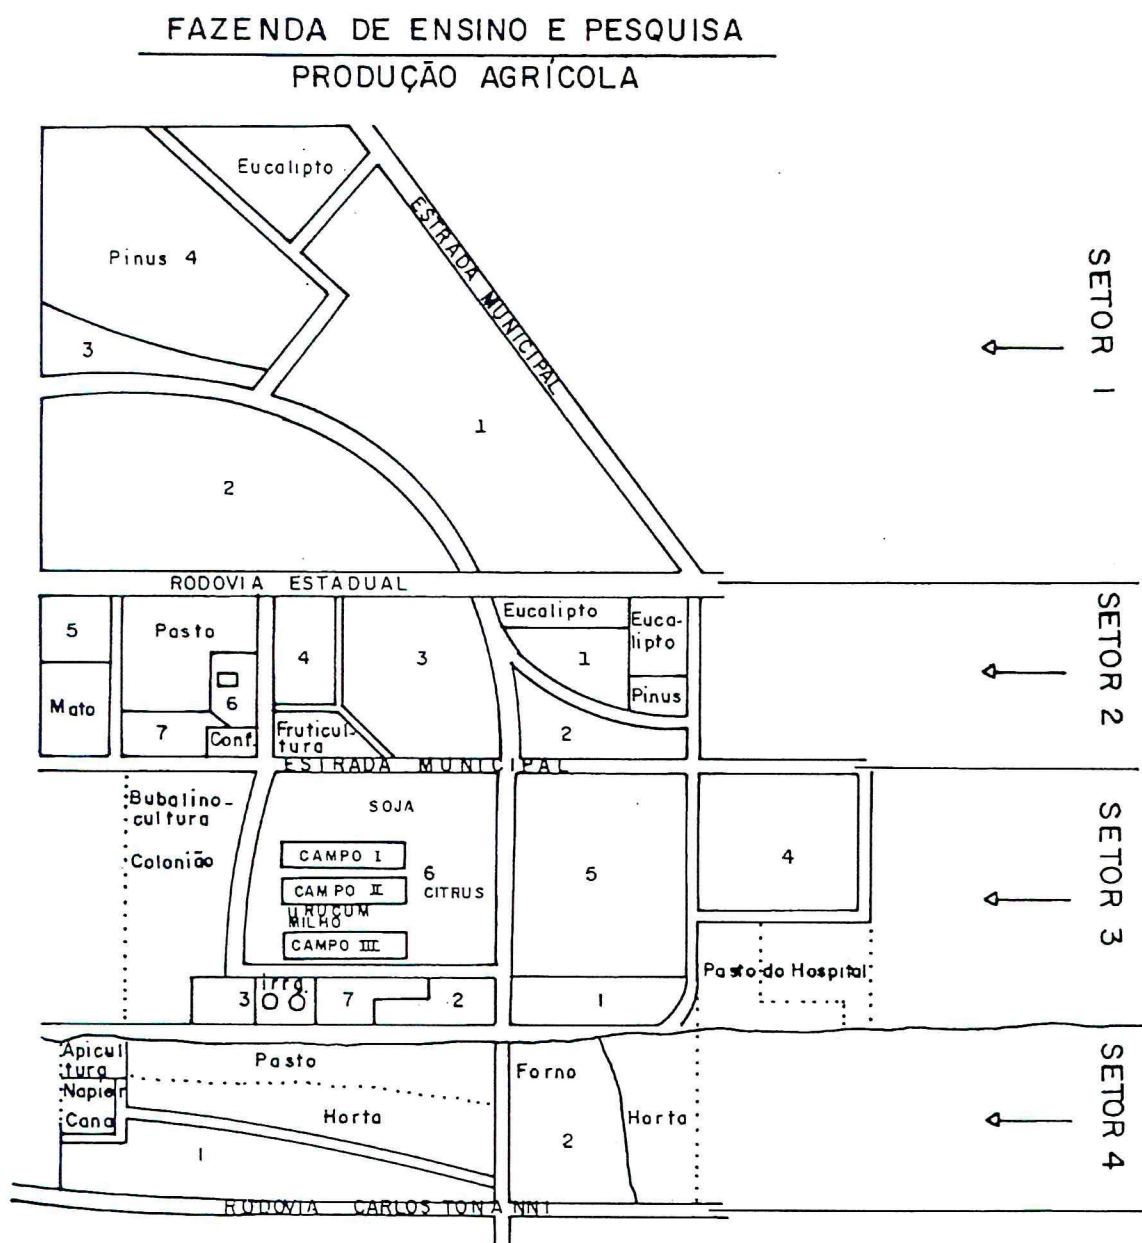 FAZENDA DE ENSINO E PESQUISA
PRODUÇÃO AGRÍCOLA
Eucalipto
Pinus 4
ESTRADA MUNICIPAL
SETOR 1
3
1
2
RODOVIA ESTADUAL
5
Pasto
4
3
Eucalipto
Euca-
lipto
1
SETOR 2
Mato
6
Pinus
7
Conf.
Fruticul-
tura
2
ESTRADA MUNICIPAL
Bubalino-
cultura
SOJA
Colonião
CAMPO I
6
CITRUS
5
4
CAMPO II
URUCUM
MILHO
CAMPO III
SETOR 3
Pasto do Hospital
Irrg.
3
7
2
1
Apicul
tura
Pasto
Forno
SETOR 4
Napier
Cana
Horta
Horta
1
2
RODOVIA CARLOS TONANNI